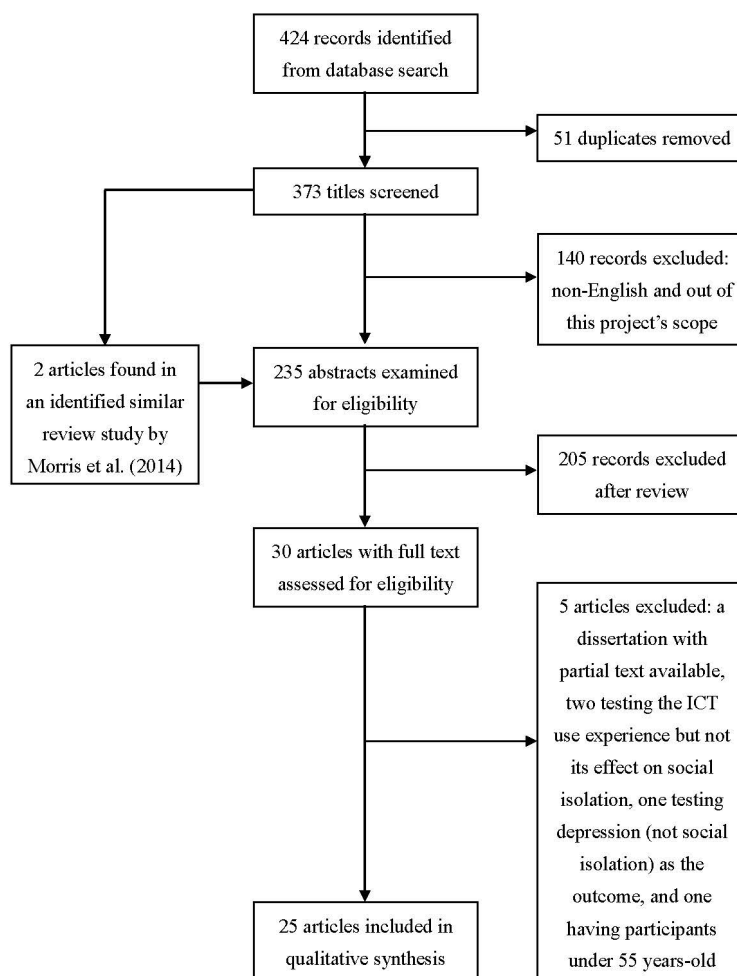 424 records identified
from database search
51 duplicates removed
373 titles screened
140 records excluded:
non-English and out of
this project’s scope
2 articles found in
an identified similar
review study by
Morris et al. (2014)
235 abstracts examined
for eligibility
205 records excluded
after review
30 articles with full text
assessed for eligibility
5 articles excluded: a
dissertation with
partial text available,
two testing the ICT
use experience but not
its effect on social
isolation, one testing
depression (not social
isolation) as the
outcome, and one
having participants
under 55 years-old
25 articles included in
qualitative synthesis